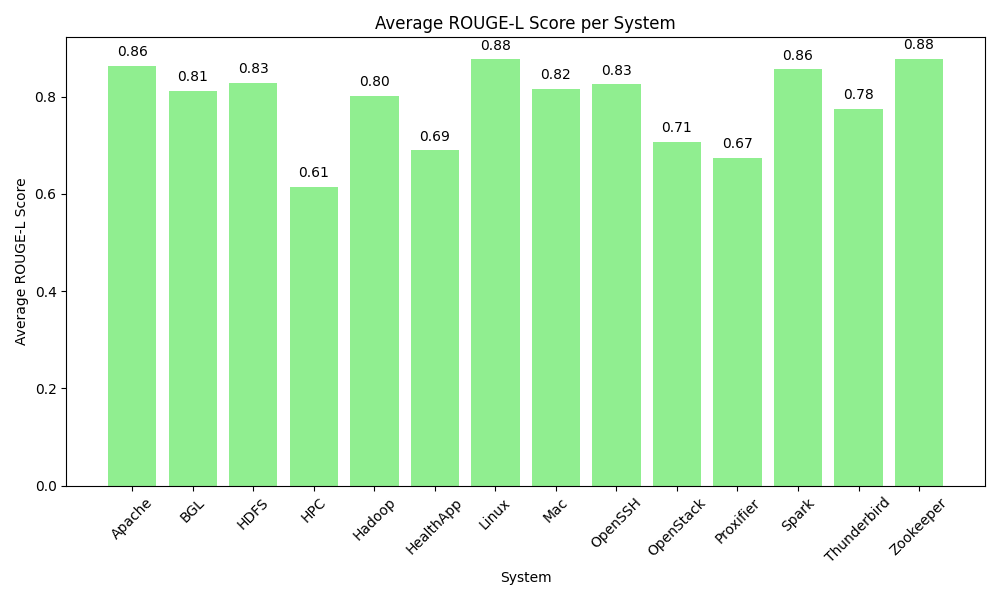 Average ROUGE-L Score per System
Average ROUGE-L Score
0.8
0.6
0.4
0.2
0.0
0.86
0.81
0.83
0.61
0.80
0.69
0.88
0.82
0.83
0.71
0.67
0.86
0.78
0.88
Apache
BGL
HDFS
HPC
Hadoop
HealthApp
Linux
Mac
OpenSSH
OpenStack
Proxifier
Spark
Thunderbird
Zookeeper
System